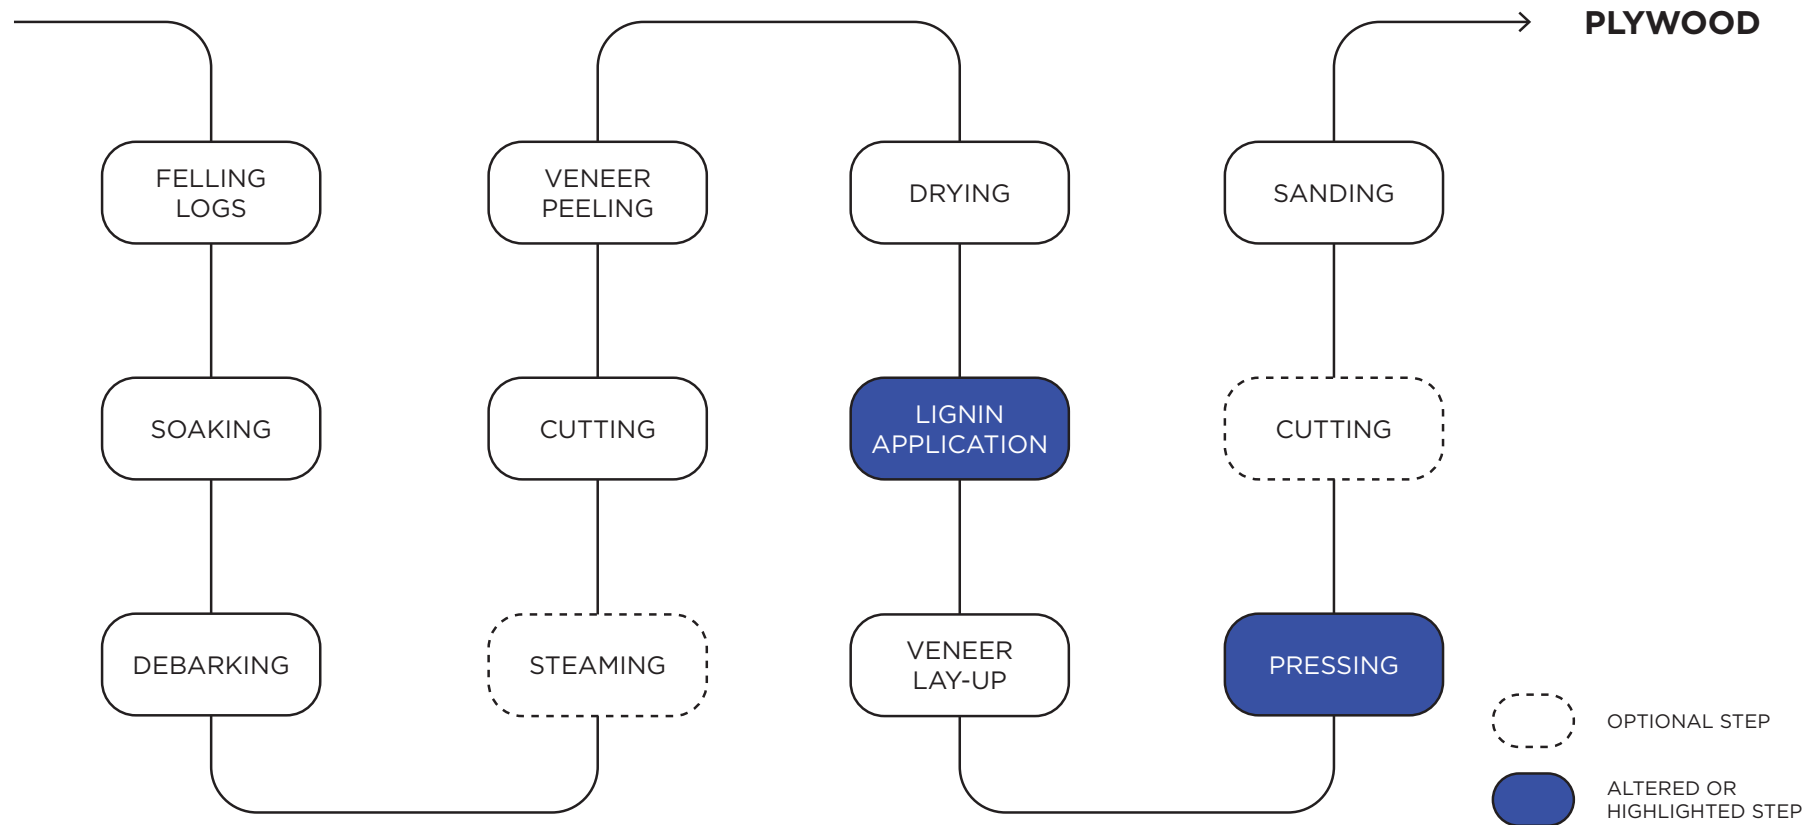 PLYWOOD
FELLING
LOGS
SOAKING
DEBARKING
STEAMING
CUTTING
VENEER
PEELING
DRYING
LIGNIN
APPLICATION
VENEER
LAY-UP
PRESSING
CUTTING
SANDING
OPTIONAL STEP
ALTERED OR
HIGHLIGHTED STEP